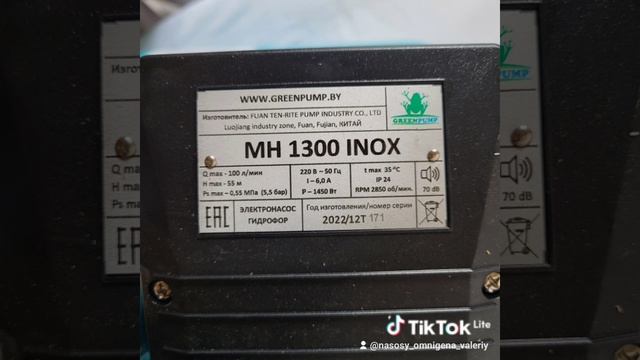 WWW.GREENPUMP.BY
Изготовитель: FUAN TEN-RITE PUMP INDUSTRY CO., LTD
Luojiang industry zone, Fuan, Fujian, КИТАЙ
GREENPUMP
MH 1300 INOX
Q max - 100 л/мин
H max - 55 м
Ps max - 0,55 МПа (5,5 бар)
220 В ~ 50 Гц
I - 6,0 А
P - 1450 Вт
t max 35 °C
IP 24
RPM 2850 об/мин.
70 dB
EAC
ЭЛЕКТРОНАСОС
ГИДРОФОР
Год изготовления/номер серии
2022/12T 171
TikTok Lite
@nasosy_omnigena_valeriy